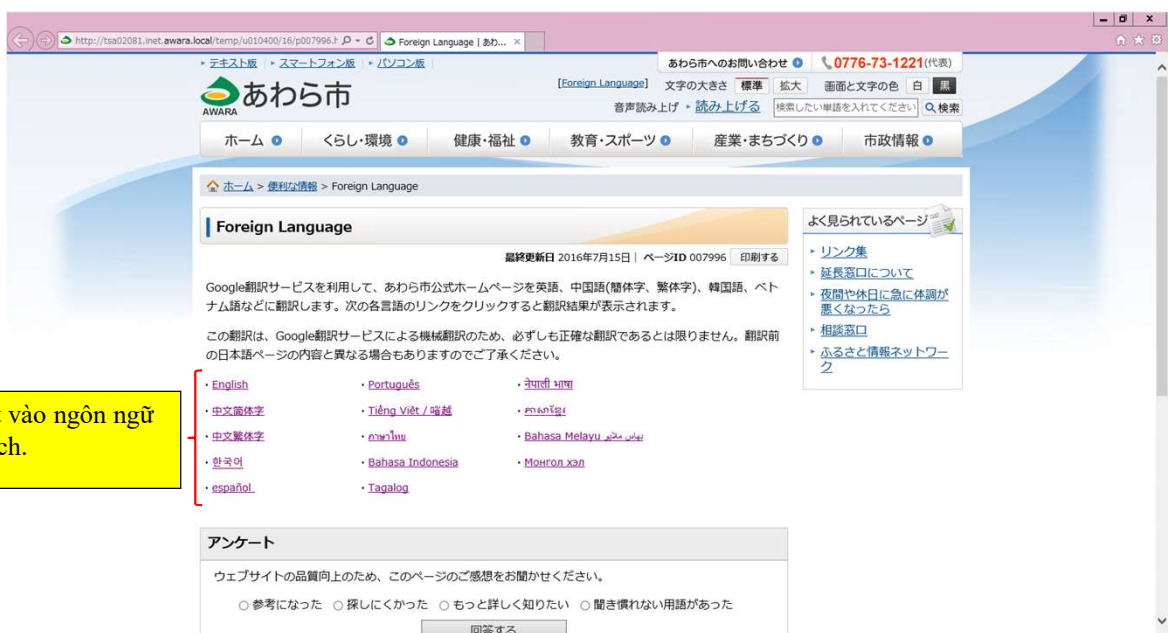 http://tsa02081.inet.awara.local/temp/u010400/16/p007996.h
Foreign Language | あわ...
テキスト版 | スマートフォン版 | パソコン版
あわら市へのお問い合わせ 0776-73-1221(代表)
あわら市
AWARA
[Foreign Language] 文字の大きさ 標準 拡大 画面と文字の色 白 黒
音声読み上げ 読み上げる 検索したい単語を入れてください 検索
ホーム くらし・環境 健康・福祉 教育・スポーツ 産業・まちづくり 市政情報
ホーム > 便利な情報 > Foreign Language
Foreign Language
最終更新日 2016年7月15日 | ページID 007996 印刷する
Google翻訳サービスを利用して、あわら市公式ホームページを英語、中国語(簡体字、繁体字)、韓国語、ベト
ナム語などに翻訳します。次の各言語のリンクをクリックすると翻訳結果が表示されます。
この翻訳は、Google翻訳サービスによる機械翻訳のため、必ずしも正確な翻訳であるとは限りません。翻訳前
の日本語ページの内容と異なる場合もありますのでご了承ください。
・English ・Português ・नेपाली भाषा
・中文简体字 ・Tiếng Việt / 㗂越 ・ភាសាខ្មែរ
・中文繁体字 ・ภาษาไทย ・Bahasa Melayu بهاس ملايو
・한국어 ・Bahasa Indonesia ・Монгол хэл
・español ・Tagalog
vào ngôn ngữ
ch.
よく見られているページ
リンク集
延長窓口について
夜間や休日に急に体調が
悪くなったら
相談窓口
ふるさと情報ネットワー
ク
アンケート
ウェブサイトの品質向上のため、このページのご感想をお聞かせください。
参考になった 探しにくかった もっと詳しく知りたい 聞き慣れない用語があった
回答する